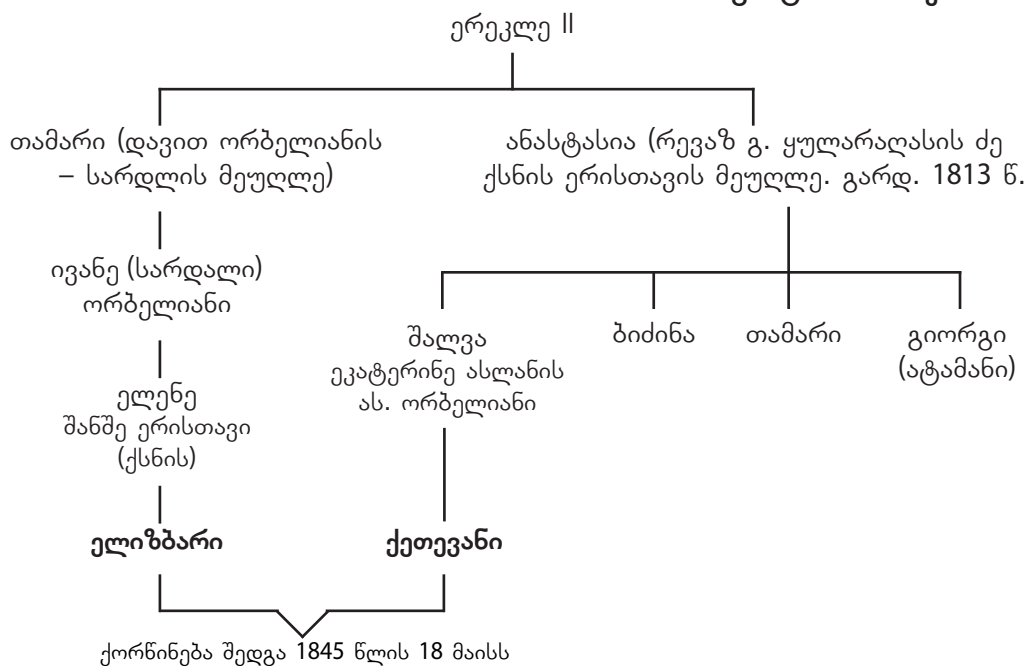 ერეკლე II
თამარი (დავით ორბელიანის
– სარდლის მეუღლე)
ანასტასია (რევაზ გ. ყულარაღასის ძე
ქსნის ერისთავის მეუღლე. გარდ. 1813 წ.
ივანე (სარდალი)
ორბელიანი
შალვა
ეკატერინე ასლანის
ას. ორბელიანი
ბიძინა
თამარი
გიორგი
(ატამანი)
ელენე
შანშე ერისთავი
(ქსნის)
ელიზბარი
ქეთევანი
ქორწინება შედგა 1845 წლის 18 მაისს